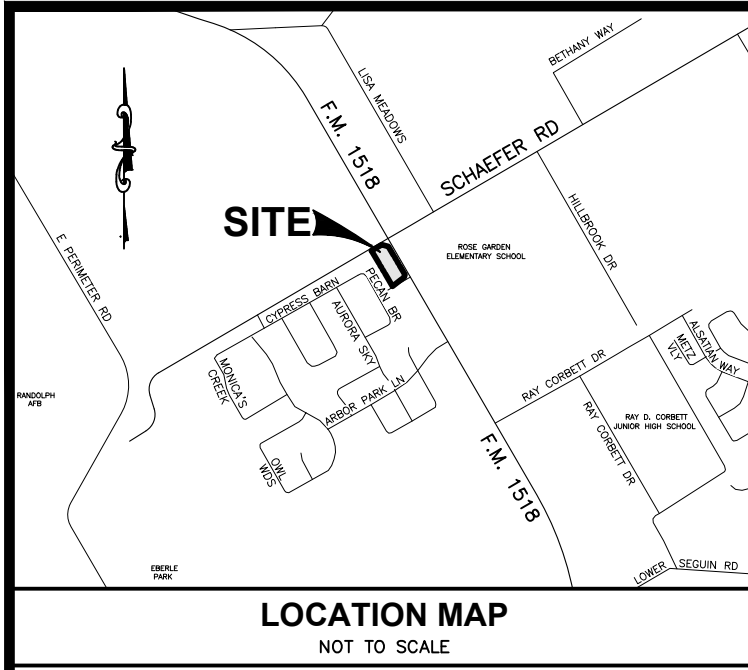 BETHANY WAY
LISA MEADOWS
F.M. 1518
SCHAEFER RD
SITE
HILLBROOK DR
E PERIMETER RD
ROSE GARDEN
ELEMENTARY SCHOOL
PECAN BR
CYPRESS BARN
AURORA SKY
ALSATIAN WAY
METZ
VLY
MONICA'S
CREEK
RAY CORBETT DR
RANDOLPH
AFB
ARBOR PARK LN
RAY CORBETT DR
RAY D. CORBETT
JUNIOR HIGH SCHOOL
OWL
WDS
F.M. 1518
EBERLE
PARK
LOWER SEGUIN RD
LOCATION MAP
NOT TO SCALE